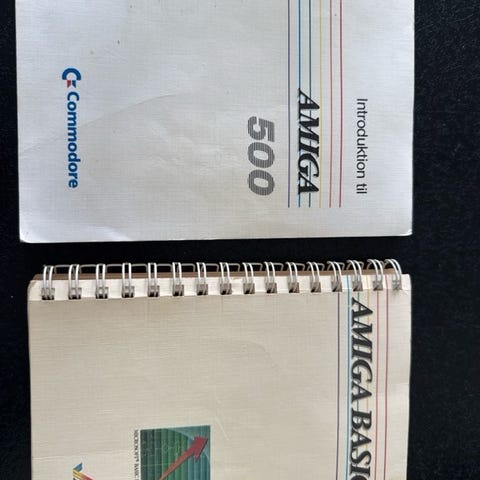 Introduktion til
AMIGA
500
Commodore
AMIGA BASIC
MICROSOFT® BASIC